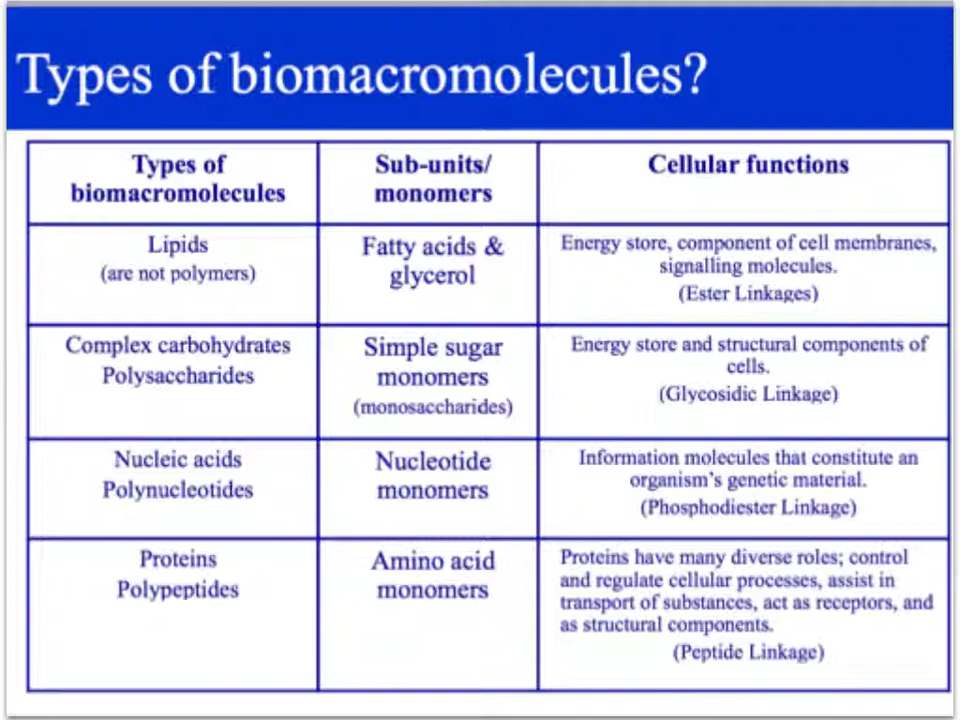 Types of biomacromolecules?
Types of
biomacromolecules
Sub-units/
monomers
Cellular functions
Lipids
(are not polymers)
Fatty acids &
glycerol
Energy store, component of cell membranes,
signalling molecules.
(Ester Linkages)
Complex carbohydrates
Polysaccharides
Simple sugar
monomers
(monosaccharides)
Energy store and structural components of
cells.
(Glycosidic Linkage)
Nucleic acids
Polynucleotides
Nucleotide
monomers
Information molecules that constitute an
organism's genetic material.
(Phosphodiester Linkage)
Proteins
Polypeptides
Amino acid
monomers
Proteins have many diverse roles; control
and regulate cellular processes, assist in
transport of substances, act as receptors, and
as structural components.
(Peptide Linkage)